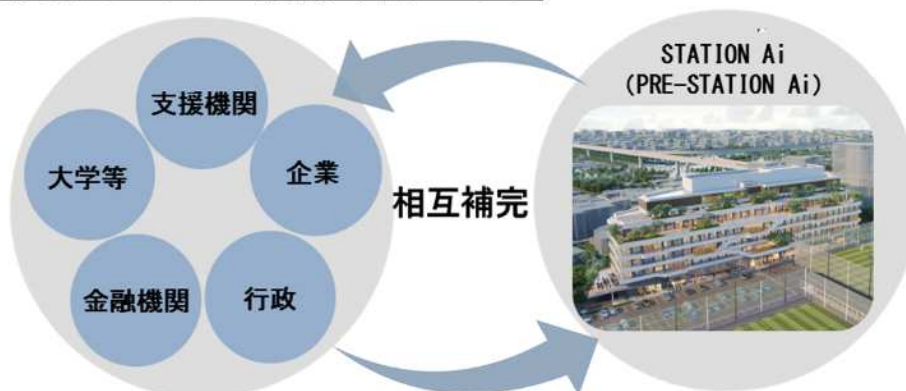 支援機関
大学等
企業
金融機関
行政
相互補完
STATION Ai
(PRE-STATION Ai)